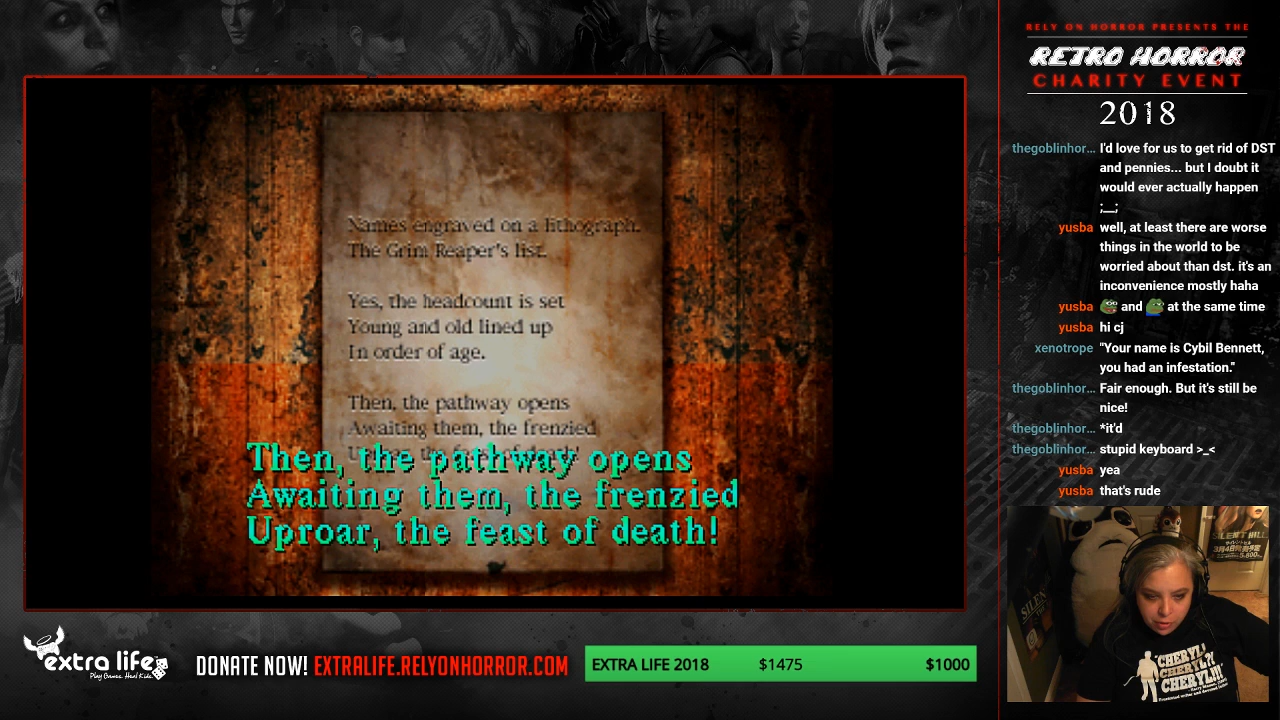 Names engraved on a lithograph.
The Grim Reaper's list.
Yes, the headcount is set
Young and old lined up
In order of age.
Then, the pathway opens
Awaiting them, the frenzied
Then, the pathway opens
Awaiting them, the frenzied
Uproar, the feast of death!
extra life
Play Games. Heal Kids.
DONATE NOW! EXTRALIFE.RELYONHORROR.COM
EXTRA LIFE 2018 $1475 $1000
RELY ON HORROR PRESENTS THE
RETRO HORROR
CHARITY EVENT
2018
thegoblinhor... I'd love for us to get rid of DST
and pennies... but I doubt it
would ever actually happen
;__;
yusba well, at least there are worse
things in the world to be
worried about than dst. it's an
inconvenience mostly haha
yusba and at the same time
yusba hi cj
xenotrope "Your name is Cybil Bennett,
you had an infestation."
thegoblinhor... Fair enough. But it's still be
nice!
thegoblinhor... *it'd
thegoblinhor... stupid keyboard >_<
yusba yea
yusba that's rude
SILENT HILL
CHERYL!
CHERYL?!
CHERYL!!!